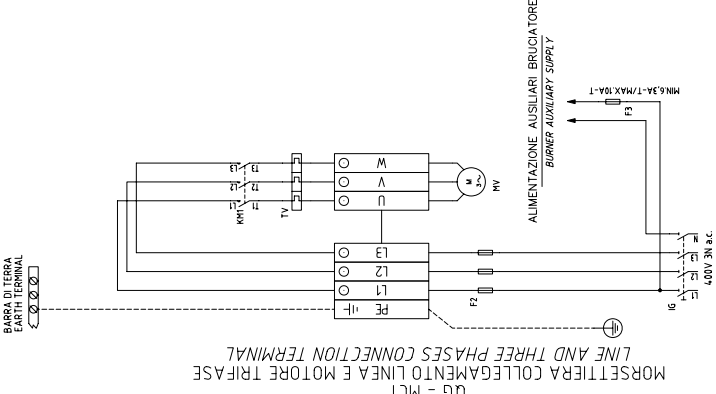 QG - MC1
MORSETTIERA COLLEGAMENTO LINEA E MOTORE TRIFASE
LINE AND THREE PHASES CONNECTION TERMINAL
BARRA DI TERRA
EARTH TERMINAL
PE
L1
L2
L3
U
V
W
L1
L2
L3
T1
T2
T3
KM1
TV
M
3~
MV
F2
ALIMENTAZIONE AUSILIARI BRUCIATORE
BURNER AUXILIARY SUPPLY
MIN.6,3A-T/MAX.10A-T
F3
IG
L1
L2
L3
N
400V 3N a.c.